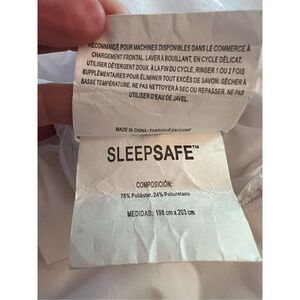 RECOMMANDÉ POUR MACHINES DISPONIBLES DANS LE COMMERCE À
CHARGEMENT FRONTAL. LAVER À BOUILLANT, EN CYCLE DÉLICAT,
UTILISER DÉTERGENT DOUX. À LA FIN DU CYCLE, RINSER 1 OU 2 FOIS
SUPPLÉMENTAIRES POUR ÉLIMINER TOUT EXCÈS DE SAVON. SÉCHER À
BASSE TEMPÉRATURE. NE PAS NETTOYER À SEC OU REPASSER. NE PAS
UTILISER D'EAU DE JAVEL.
MADE IN CHINA / FABRIQUÉ EN CHINE
SLEEPSAFE™
COMPOSICIÓN:
76% Poliéster, 24% Poliuretano
MEDIDAS: 198 cm x 203 cm